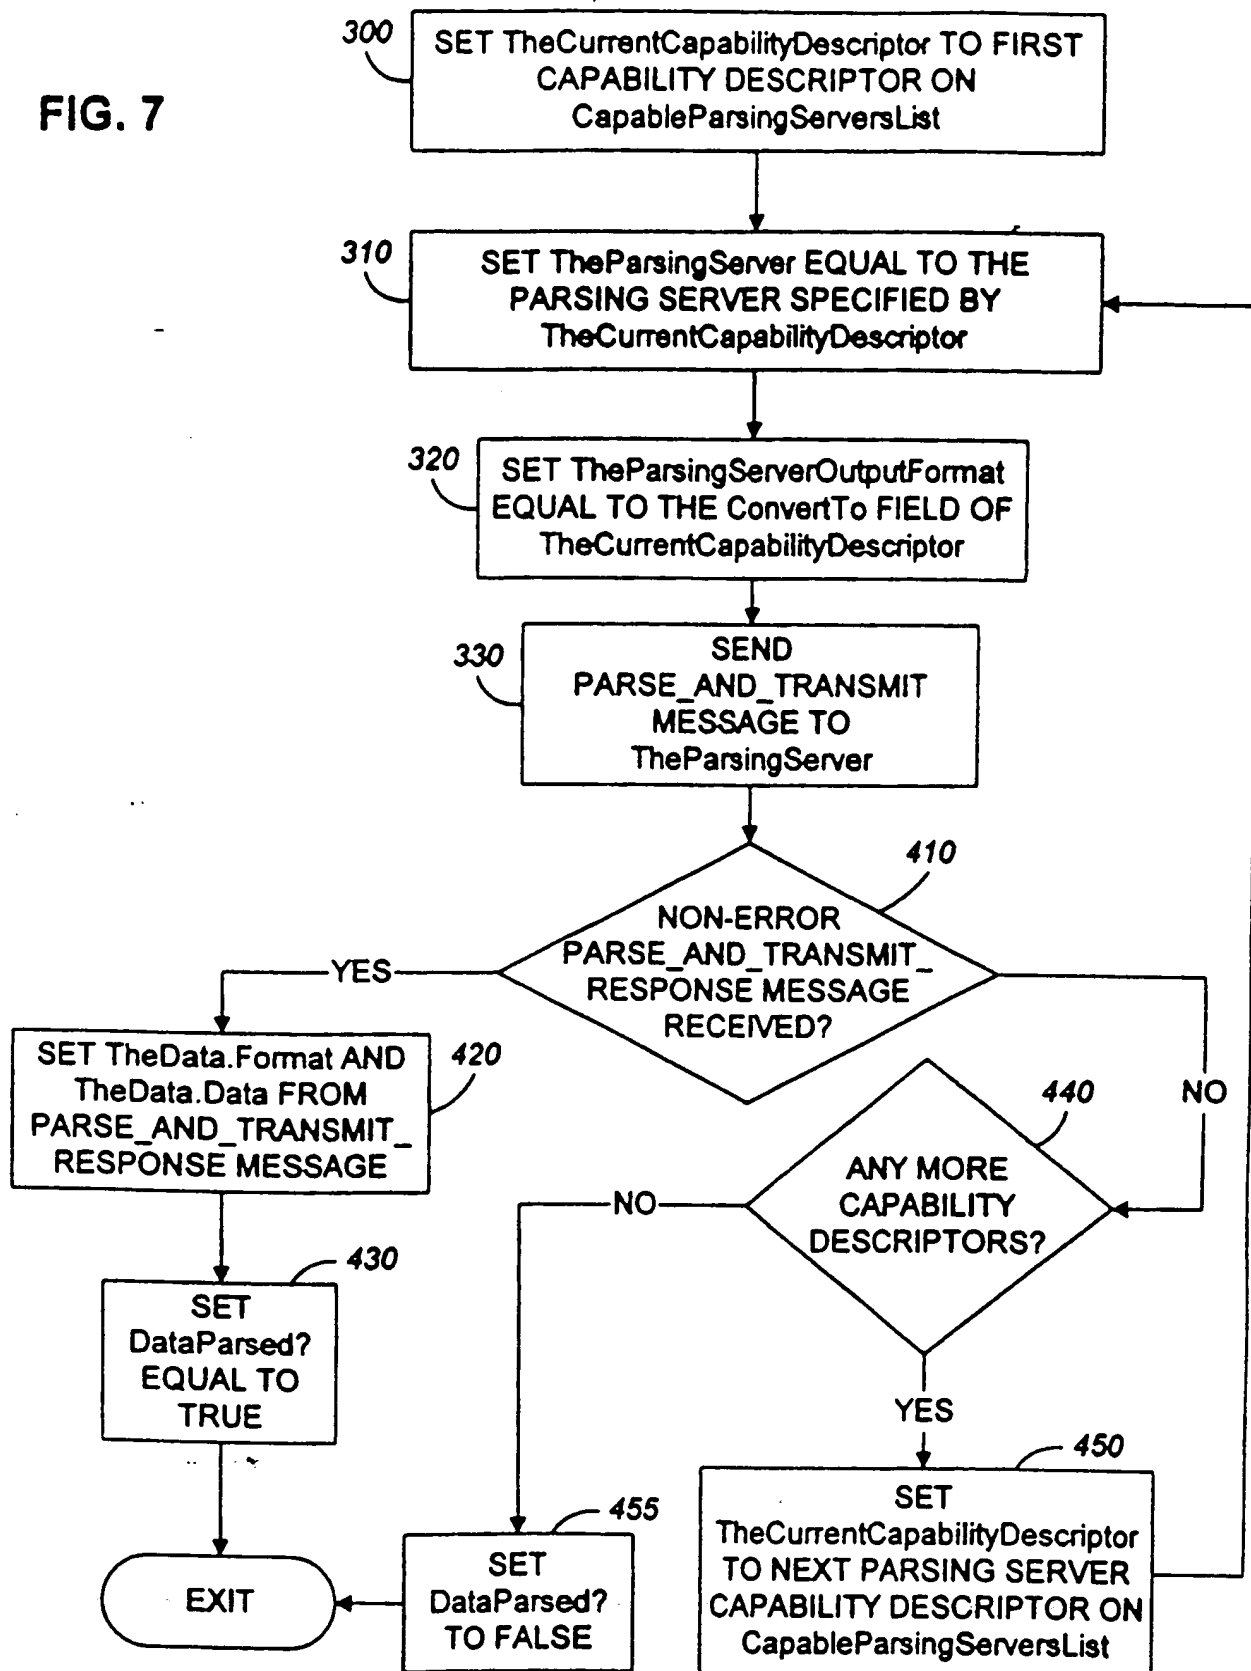 FIG. 7
300
SET TheCurrentCapabilityDescriptor TO FIRST
CAPABILITY DESCRIPTOR ON
CapableParsingServersList
310
SET TheParsingServer EQUAL TO THE
PARSING SERVER SPECIFIED BY
TheCurrentCapabilityDescriptor
320
SET TheParsingServerOutputFormat
EQUAL TO THE ConvertTo FIELD OF
TheCurrentCapabilityDescriptor
330
SEND
PARSE_AND_TRANSMIT
MESSAGE TO
TheParsingServer
410
NON-ERROR
PARSE_AND_TRANSMIT_
RESPONSE MESSAGE
RECEIVED?
YES
NO
420
SET TheData.Format AND
TheData.Data FROM
PARSE_AND_TRANSMIT_
RESPONSE MESSAGE
440
ANY MORE
CAPABILITY
DESCRIPTORS?
NO
YES
430
SET
DataParsed?
EQUAL TO
TRUE
450
SET
TheCurrentCapabilityDescriptor
TO NEXT PARSING SERVER
CAPABILITY DESCRIPTOR ON
CapableParsingServersList
455
SET
DataParsed?
TO FALSE
EXIT